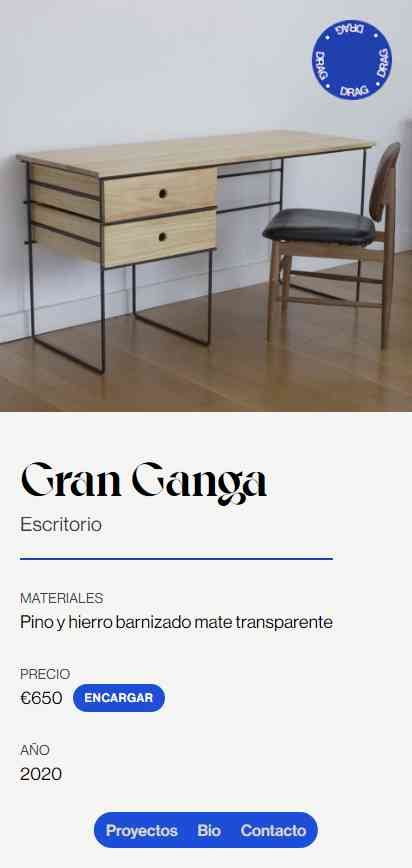 DRAG • DRAG • DRAG • DRAG •
Gran Ganga
Escritorio
MATERIALES
Pino y hierro barnizado mate transparente
PRECIO
€650 ENCARGAR
AÑO
2020
Proyectos Bio Contacto